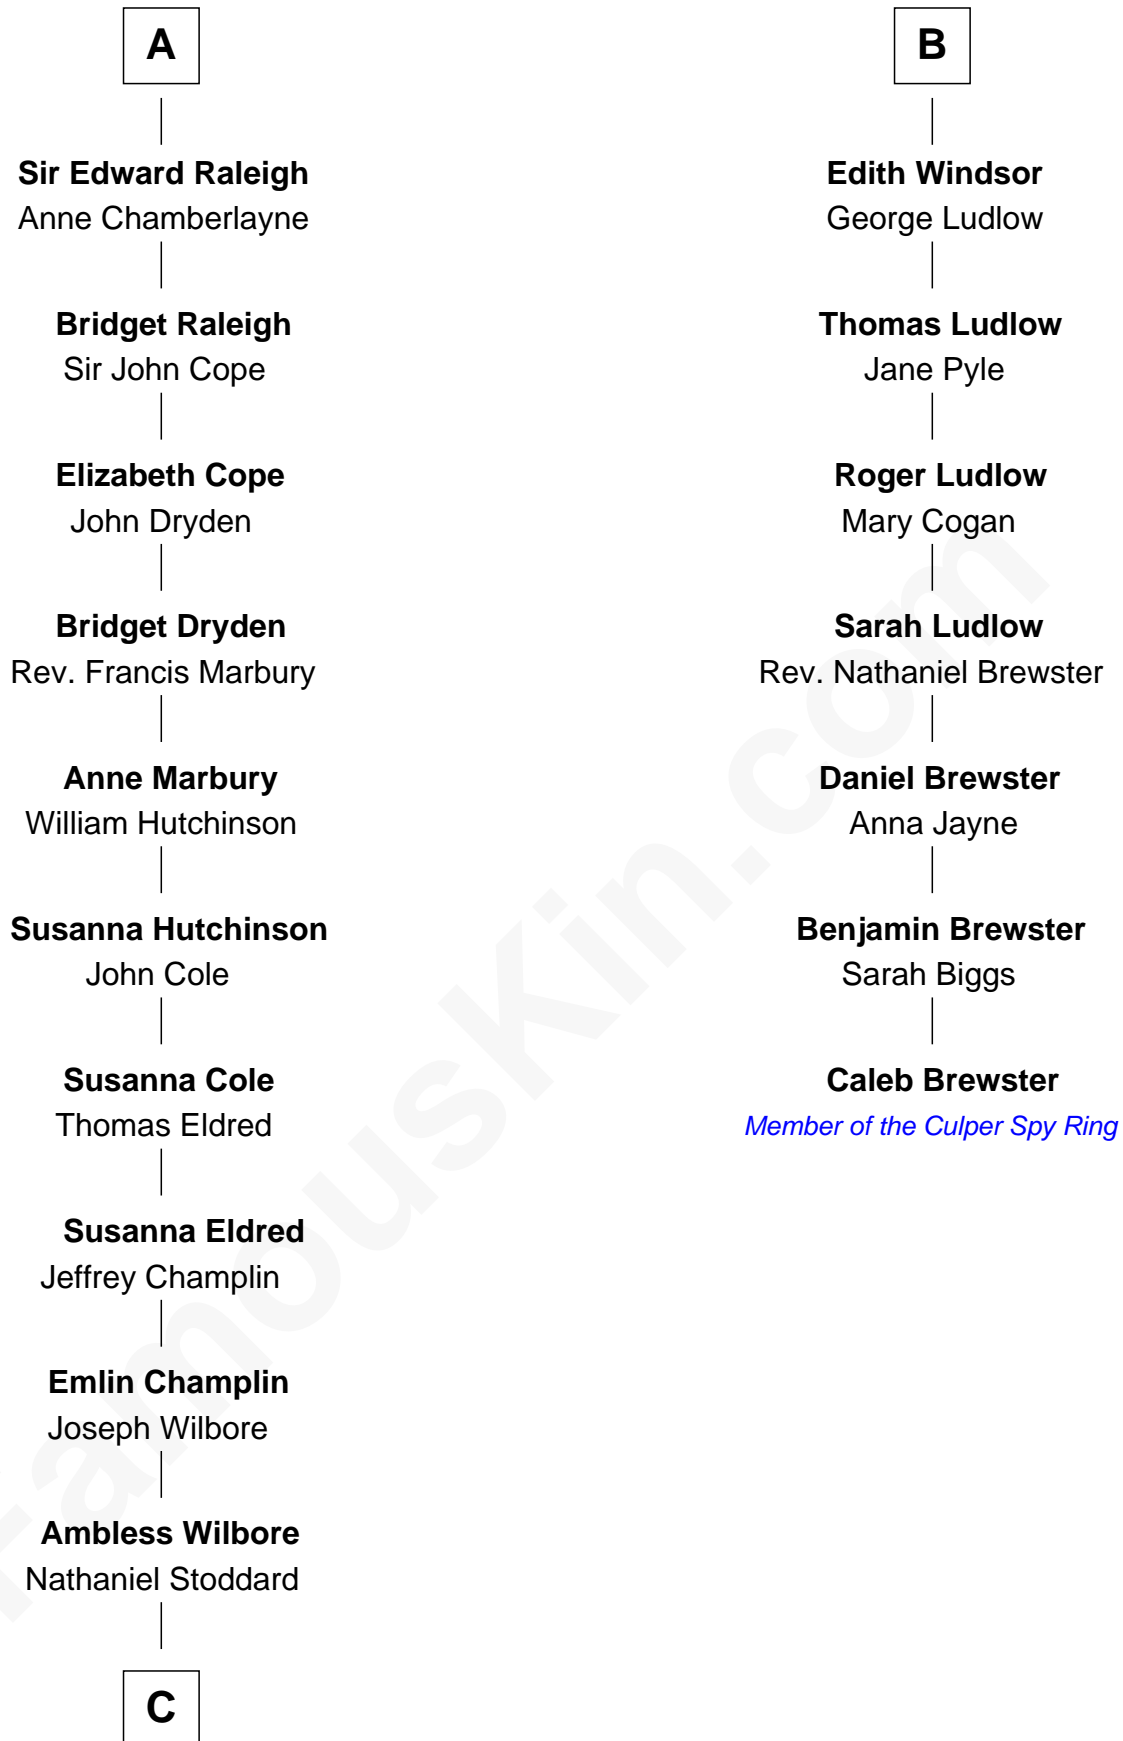 A
Sir Edward Raleigh
Anne Chamberlayne
Bridget Raleigh
Sir John Cope
Elizabeth Cope
John Dryden
Bridget Dryden
Rev. Francis Marbury
Anne Marbury
William Hutchinson
Susanna Hutchinson
John Cole
Susanna Cole
Thomas Eldred
Susanna Eldred
Jeffrey Champlin
Emlin Champlin
Joseph Wilbore
Ambless Wilbore
Nathaniel Stoddard
C
B
Edith Windsor
George Ludlow
Thomas Ludlow
Jane Pyle
Roger Ludlow
Mary Cogan
Sarah Ludlow
Rev. Nathaniel Brewster
Daniel Brewster
Anna Jayne
Benjamin Brewster
Sarah Biggs
Caleb Brewster
Member of the Culper Spy Ring
FamousKin.com